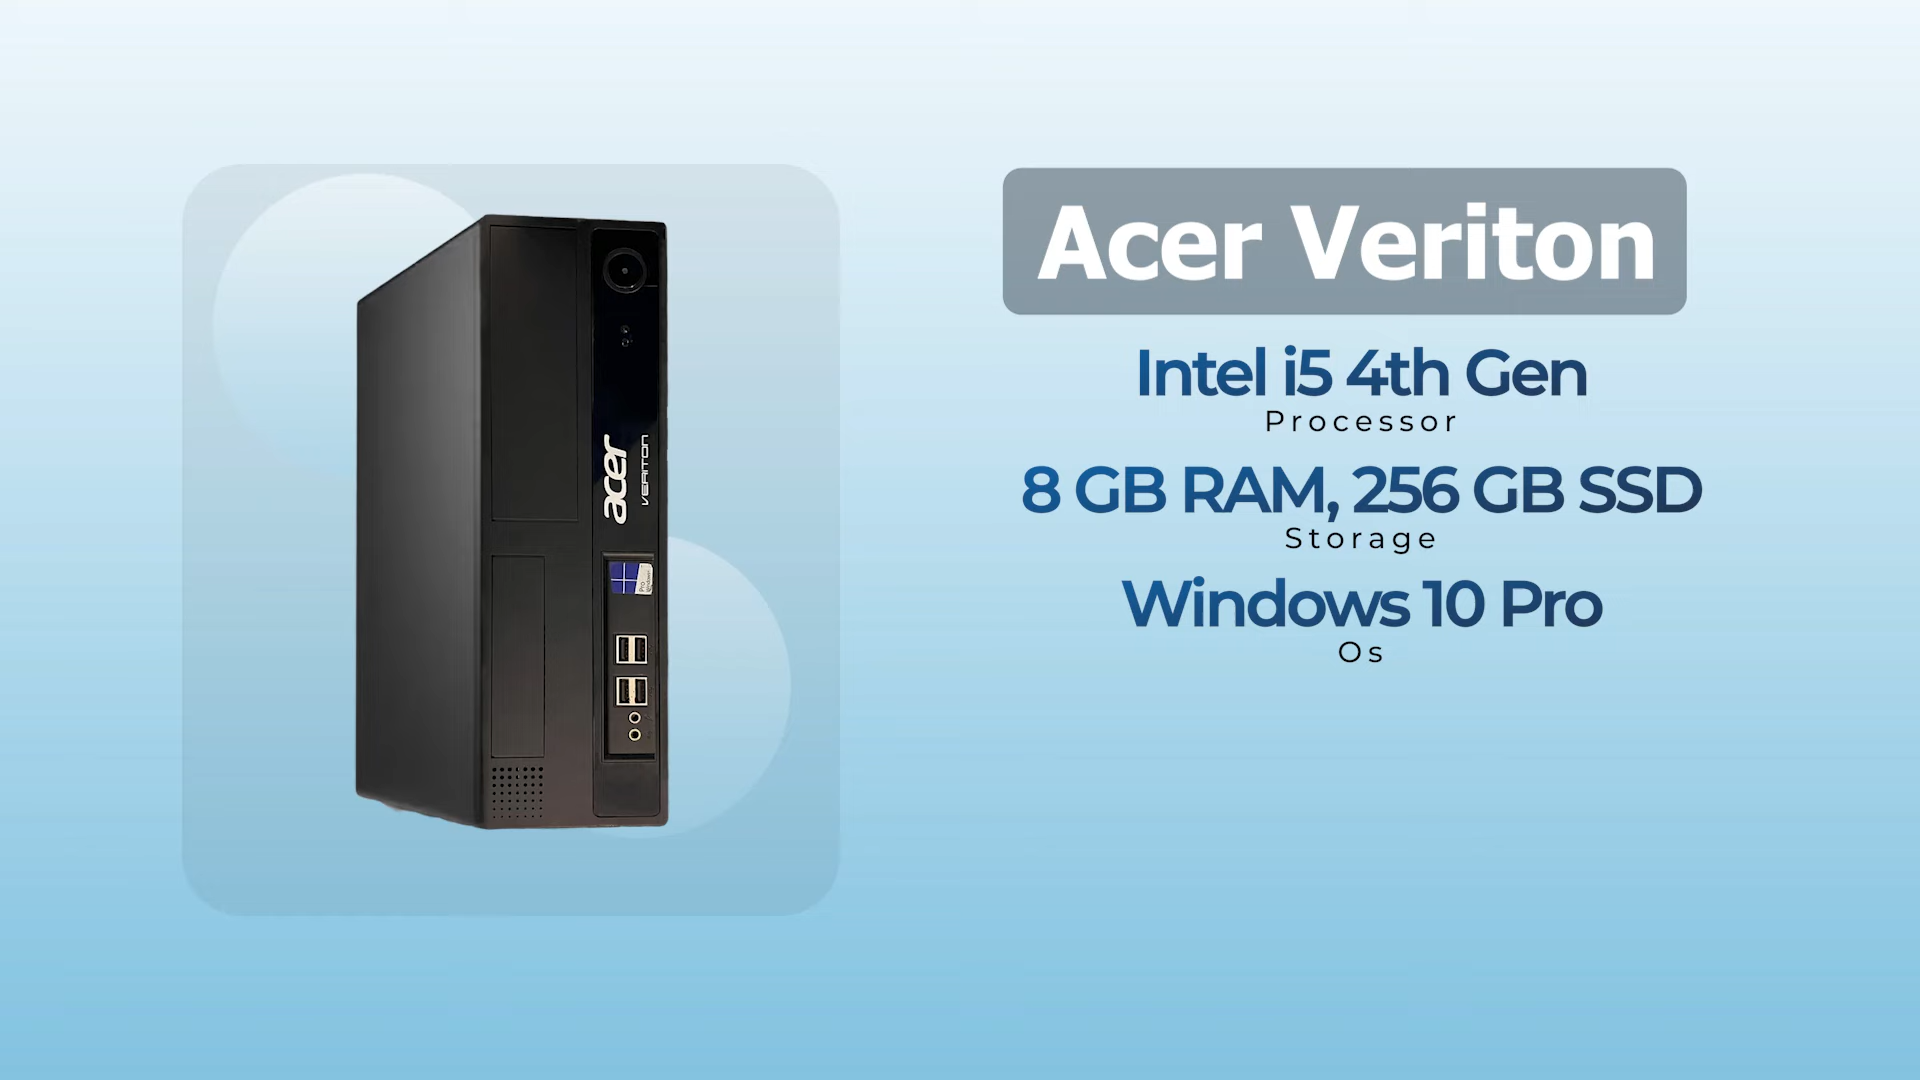 Acer Veriton
Intel i5 4th Gen
Processor
8 GB RAM, 256 GB SSD
Storage
Windows 10 Pro
Os
acer
VERITON